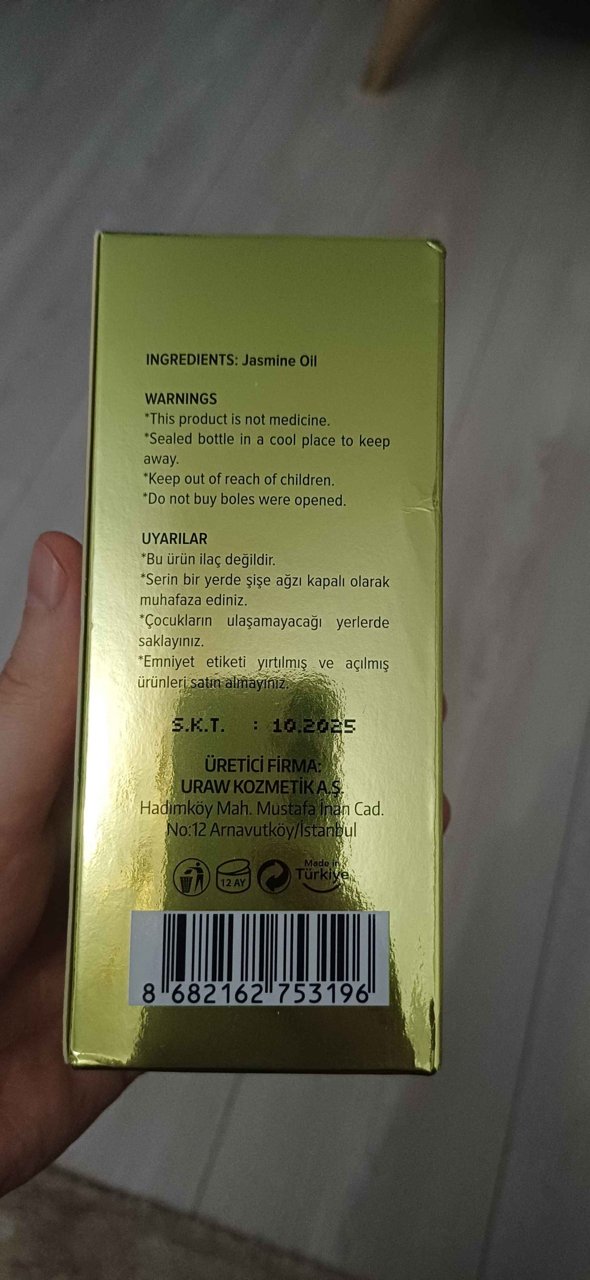 INGREDIENTS: Jasmine Oil
WARNINGS
*This product is not medicine.
*Sealed bottle in a cool place to keep
away.
*Keep out of reach of children.
*Do not buy boles were opened.
UYARILAR
*Bu ürün ilaç değildir.
*Serin bir yerde şişe ağzı kapalı olarak
muhafaza ediniz.
*Çocukların ulaşamayacağı yerlerde
saklayınız.
*Emniyet etiketi yırtılmış ve açılmış
ürünleri satın almayınız.
S.K.T. : 10.2025
ÜRETİCİ FİRMA:
URAW KOZMETİK A.Ş.
Hadımköy Mah. Mustafa İnan Cad.
No:12 Arnavutköy/İstanbul
12 AY
Made in
Türkiye
8 682162 753196